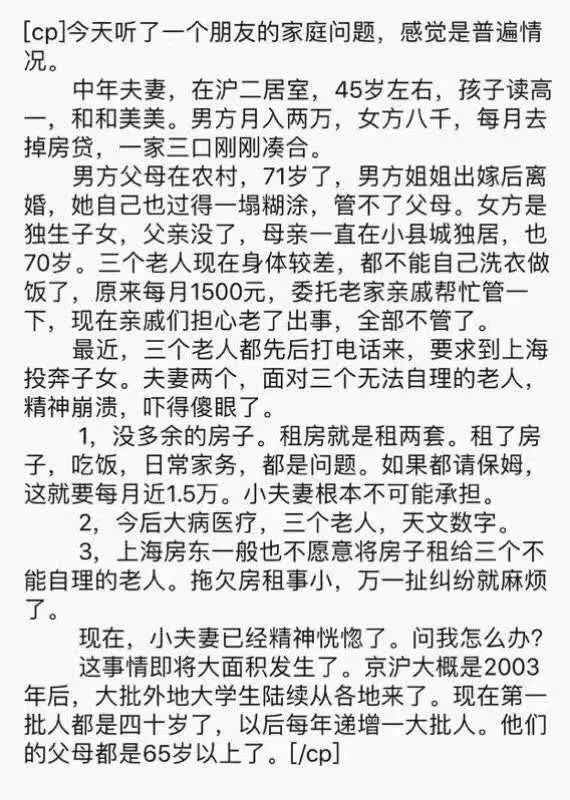 [cp]今天听了一个朋友的家庭问题，感觉是普遍情
况。
中年夫妻，在沪二居室，45岁左右，孩子读高
一，和和美美。男方月入两万，女方八千，每月去
掉房贷，一家三口刚刚凑合。
男方父母在农村，71岁了，男方姐姐出嫁后离
婚，她自己也过得一塌糊涂，管不了父母。女方是
独生子女，父亲没了，母亲一直在小县城独居，也
70岁。三个老人现在身体较差，都不能自己洗衣做
饭了，原来每月1500元，委托老家亲戚帮忙管一
下，现在亲戚们担心老了出事，全部不管了。
最近，三个老人都先后打电话来，要求到上海
投奔子女。夫妻两个，面对三个无法自理的老人，
精神崩溃，吓得傻眼了。
1，没多余的房子。租房就是租两套。租了房
子，吃饭，日常家务，都是问题。如果都请保姆，
这就要每月近1.5万。小夫妻根本不可能承担。
2，今后大病医疗，三个老人，天文数字。
3，上海房东一般也不愿意将房子租给三个不
能自理的老人。拖欠房租事小，万一扯纠纷就麻烦
了。
现在，小夫妻已经精神恍惚了。问我怎么办?
这事情即将大面积发生了。京沪大概是2003
年后，大批外地大学生陆续从各地来了。现在第一
批人都是四十岁了，以后每年递增一大批人。他们
的父母都是65岁以上了。[/cp]